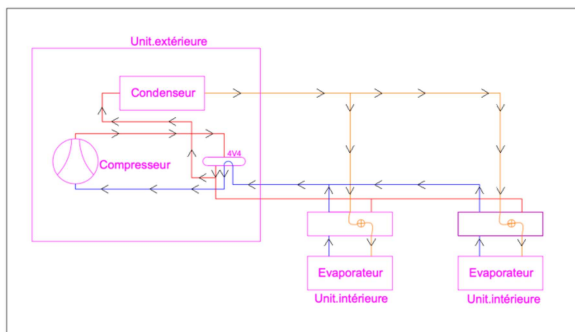 Unit.extérieure
Condenseur
4V4
Compresseur
Evaporateur
Evaporateur
Unit.intérieure
Unit.intérieure